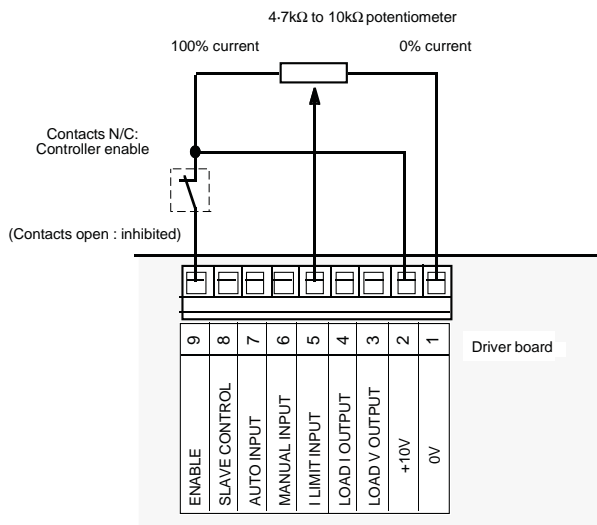 4·7kΩ to 10kΩ potentiometer
100% current
0% current
Contacts N/C:
Controller enable
(Contacts open : inhibited)
Driver board
9 8 7 6 5 4 3 2 1
ENABLE
SLAVE CONTROL
AUTO INPUT
MANUAL INPUT
I LIMIT INPUT
LOAD I OUTPUT
LOAD V OUTPUT
+10V
0V